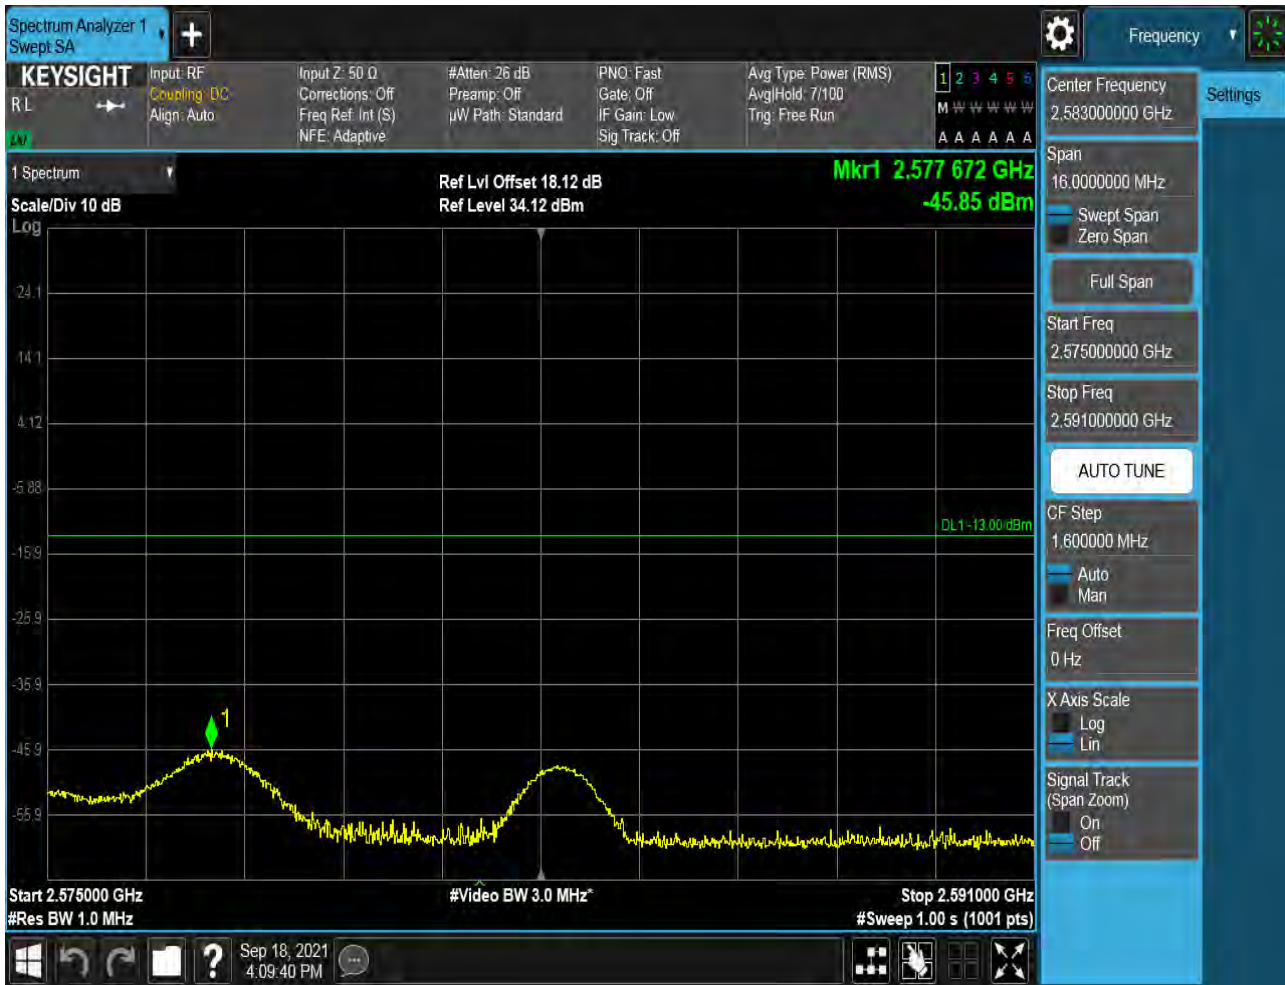 Spectrum Analyzer 1
Swept SA
Frequency
KEYSIGHT
R L
Input: RF
Coupling: DC
Align: Auto
Input Z: 50 Ω
Corrections: Off
Freq Ref: Int (S)
NFE: Adaptive
#Atten: 26 dB
Preamp: Off
µW Path: Standard
PNO: Fast
Gate: Off
IF Gain: Low
Sig Track: Off
Avg Type: Power (RMS)
Avg|Hold: 7/100
Trig: Free Run
1 2 3 4 5 6
M W W W W W
A A A A A A
1 Spectrum
Scale/Div 10 dB
Ref Lvl Offset 18.12 dB
Ref Level 34.12 dBm
Mkr1 2.577 672 GHz
-45.85 dBm
Log
24.1
14.1
4.12
-5.88
-15.9
-25.9
-35.9
-45.9
-55.9
DL1 -13.00 dBm
1
Start 2.575000 GHz
#Res BW 1.0 MHz
#Video BW 3.0 MHz*
Stop 2.591000 GHz
#Sweep 1.00 s (1001 pts)
Center Frequency
2.583000000 GHz
Span
16.0000000 MHz
Swept Span
Zero Span
Full Span
Start Freq
2.575000000 GHz
Stop Freq
2.591000000 GHz
AUTO TUNE
CF Step
1.600000 MHz
Auto
Man
Freq Offset
0 Hz
X Axis Scale
Log
Lin
Signal Track
(Span Zoom)
On
Off
Settings
?
Sep 18, 2021
4:09:40 PM